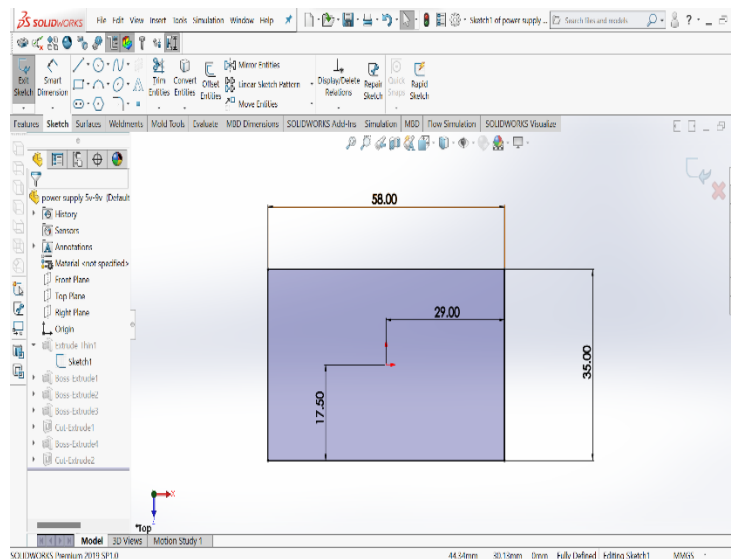 SOLIDWORKS File Edit View Insert Tools Simulation Window Help Sketch1 of power supply ... Search files and models
Exit Sketch Smart Dimension Trim Entities Convert Entities Offset Entities Mirror Entities Linear Sketch Pattern Move Entities Display/Delete Relations Repair Sketch Quick Snaps Rapid Sketch
Features Sketch Surfaces Weldments Mold Tools Evaluate MBD Dimensions SOLIDWORKS Add-Ins Simulation MBD Flow Simulation SOLIDWORKS Visualize
power supply 5v-9v (Default
History
Sensors
Annotations
Material <not specified>
Front Plane
Top Plane
Right Plane
Origin
Extrude Thin1
Sketch1
Boss-Extrude1
Boss-Extrude2
Boss-Extrude3
Cut-Extrude1
Boss-Extrude4
Cut-Extrude2
58.00
29.00
35.00
17.50
X
*Top
Model 3D Views Motion Study 1
SOLIDWORKS Premium 2019 SP1.0 44.34mm 30.13mm 0mm Fully Defined Editing Sketch1 MMGS